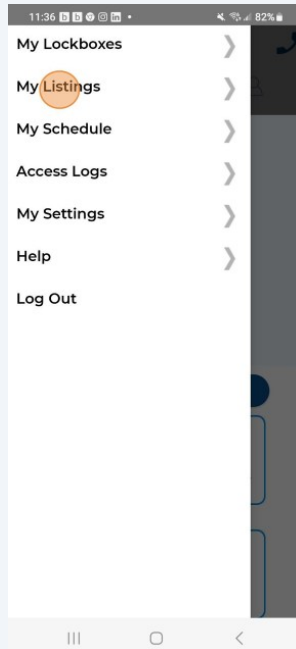 11:36
82%
My Lockboxes
My Listings
My Schedule
Access Logs
My Settings
Help
Log Out